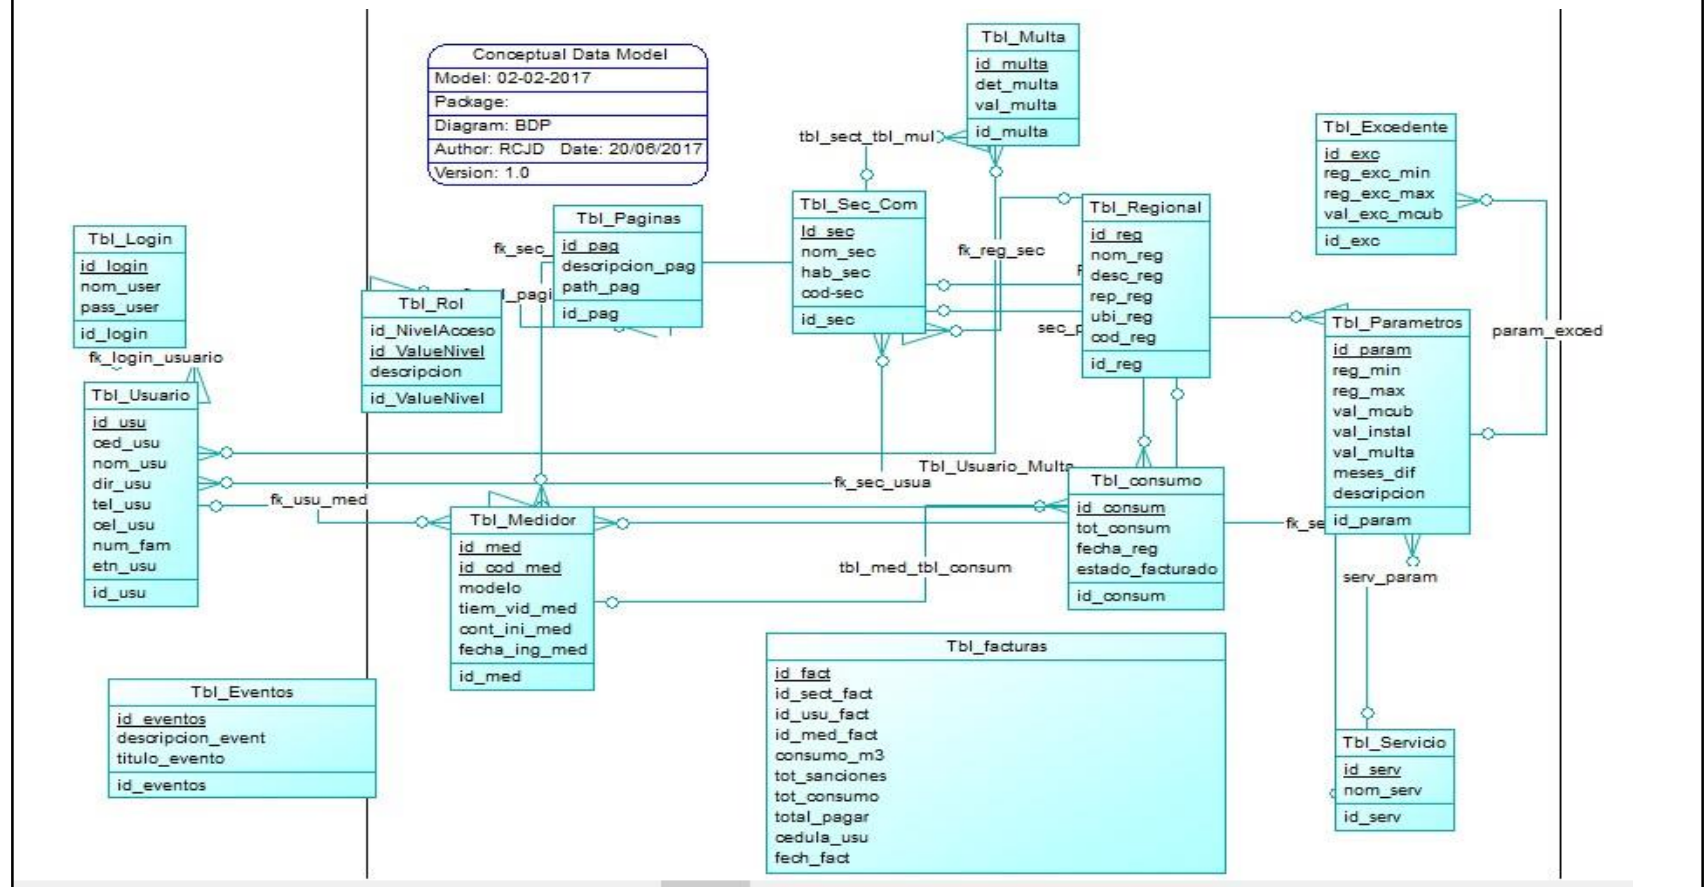 Conceptual Data Model
Model: 02-02-2017
Package:
Diagram: BDP
Author: RCJD Date: 20/06/2017
Version: 1.0
Tbl_Multa
id_multa
det_multa
val_multa
id_multa
tbl_sect_tbl_mul
Tbl_Excedente
id_exc
reg_exc_min
reg_exc_max
val_exc_mcub
id_exc
Tbl_Login
id_login
nom_user
pass_user
id_login
fk_login_usuario
Tbl_Paginas
id_pag
descripcion_pag
path_pag
id_pag
fk_sec_
_pagi
Tbl_Sec_Com
Id_sec
nom_sec
hab_sec
cod-sec
id_sec
fk_reg_sec
Tbl_Regional
id_reg
nom_reg
desc_reg
rep_reg
ubi_reg
cod_reg
id_reg
sec_p
Tbl_Rol
id_NivelAcceso
id_ValueNivel
descripcion
id_ValueNivel
Tbl_Parametros
id_param
reg_min
reg_max
val_mcub
val_instal
val_multa
meses_dif
descripcion
id_param
param_exced
Tbl_Usuario
id_usu
ced_usu
nom_usu
dir_usu
tel_usu
cel_usu
num_fam
etn_usu
id_usu
fk_usu_med
Tbl_Usuario_Multa
fk_sec_usua
Tbl_Medidor
id_med
id_cod_med
modelo
tiem_vid_med
cont_ini_med
fecha_ing_med
id_med
tbl_med_tbl_consum
Tbl_consumo
id_consum
tot_consum
fecha_reg
estado_facturado
id_consum
fk_se
serv_param
Tbl_facturas
id_fact
id_sect_fact
id_usu_fact
id_med_fact
consumo_m3
tot_sanciones
tot_consumo
total_pagar
cedula_usu
fech_fact
Tbl_Eventos
id_eventos
descripcion_event
titulo_evento
id_eventos
Tbl_Servicio
id_serv
nom_serv
id_serv